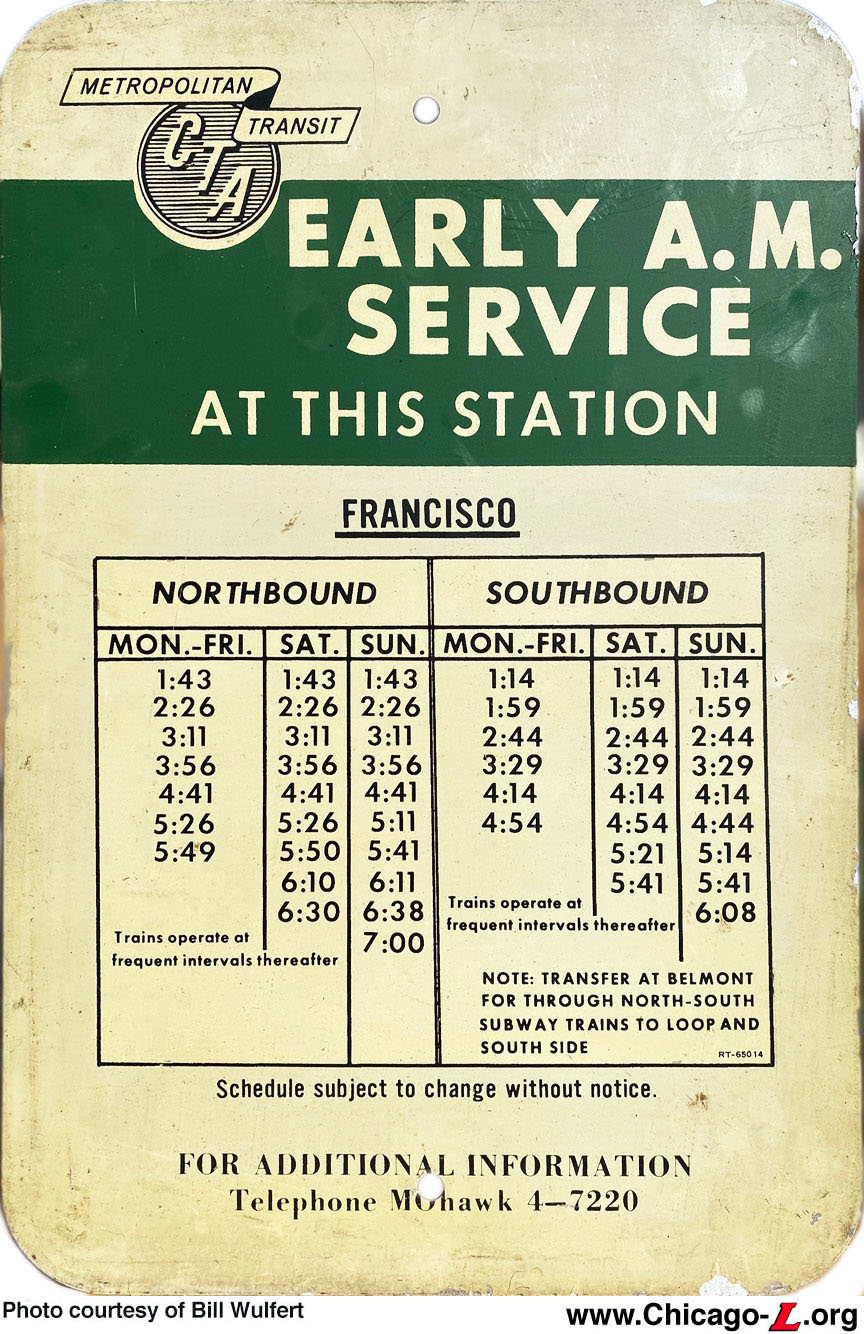 METROPOLITAN
TRANSIT
CTA
EARLY A.M.
SERVICE
AT THIS STATION
FRANCISCO
NORTHBOUND SOUTHBOUND
MON.-FRI. SAT. SUN. MON.-FRI. SAT. SUN.
1:43 1:43 1:43 1:14 1:14 1:14
2:26 2:26 2:26 1:59 1:59 1:59
3:11 3:11 3:11 2:44 2:44 2:44
3:56 3:56 3:56 3:29 3:29 3:29
4:41 4:41 4:41 4:14 4:14 4:14
5:26 5:26 5:11 4:54 4:54 4:44
5:49 5:50 5:41 5:21 5:14
6:10 6:11 5:41 5:41
6:30 6:38 6:08
7:00
Trains operate at
frequent intervals thereafter
Trains operate at
frequent intervals thereafter
NOTE: TRANSFER AT BELMONT
FOR THROUGH NORTH-SOUTH
SUBWAY TRAINS TO LOOP AND
SOUTH SIDE
RT-65014
Schedule subject to change without notice.
FOR ADDITIONAL INFORMATION
Telephone MOhawk 4—7220
Photo courtesy of Bill Wulfert
www.Chicago-L.org